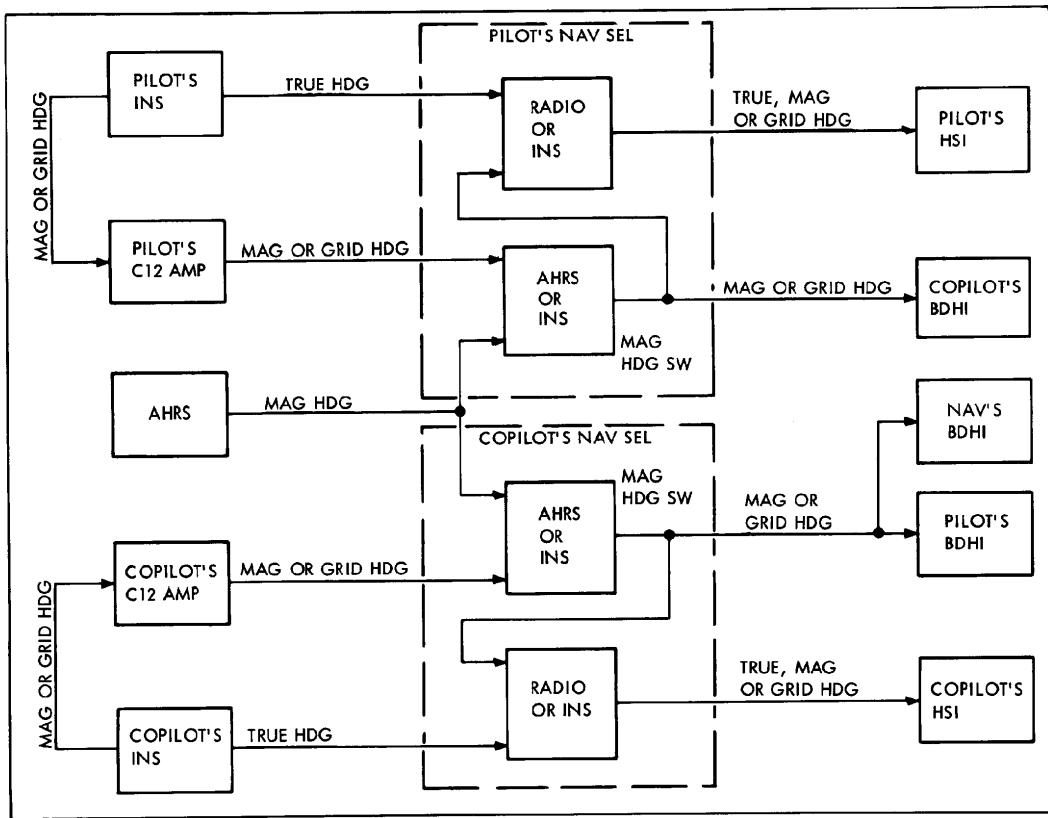 PILOT'S NAV SEL
PILOT'S
INS
TRUE HDG
RADIO
OR
INS
TRUE, MAG
OR GRID HDG
PILOT'S
HSI
MAG OR GRID HDG
PILOT'S
C12 AMP
MAG OR GRID HDG
AHRS
OR
INS
MAG OR GRID HDG
COPILOT'S
BDHI
MAG
HDG SW
AHRS
MAG HDG
NAV'S
BDHI
COPILOT'S NAV SEL
MAG
HDG SW
AHRS
OR
INS
MAG OR
GRID HDG
PILOT'S
BDHI
COPILOT'S
C12 AMP
MAG OR GRID HDG
MAG OR GRID HDG
RADIO
OR INS
TRUE, MAG
OR GRID HDG
COPILOT'S
HSI
COPILOT'S
INS
TRUE HDG